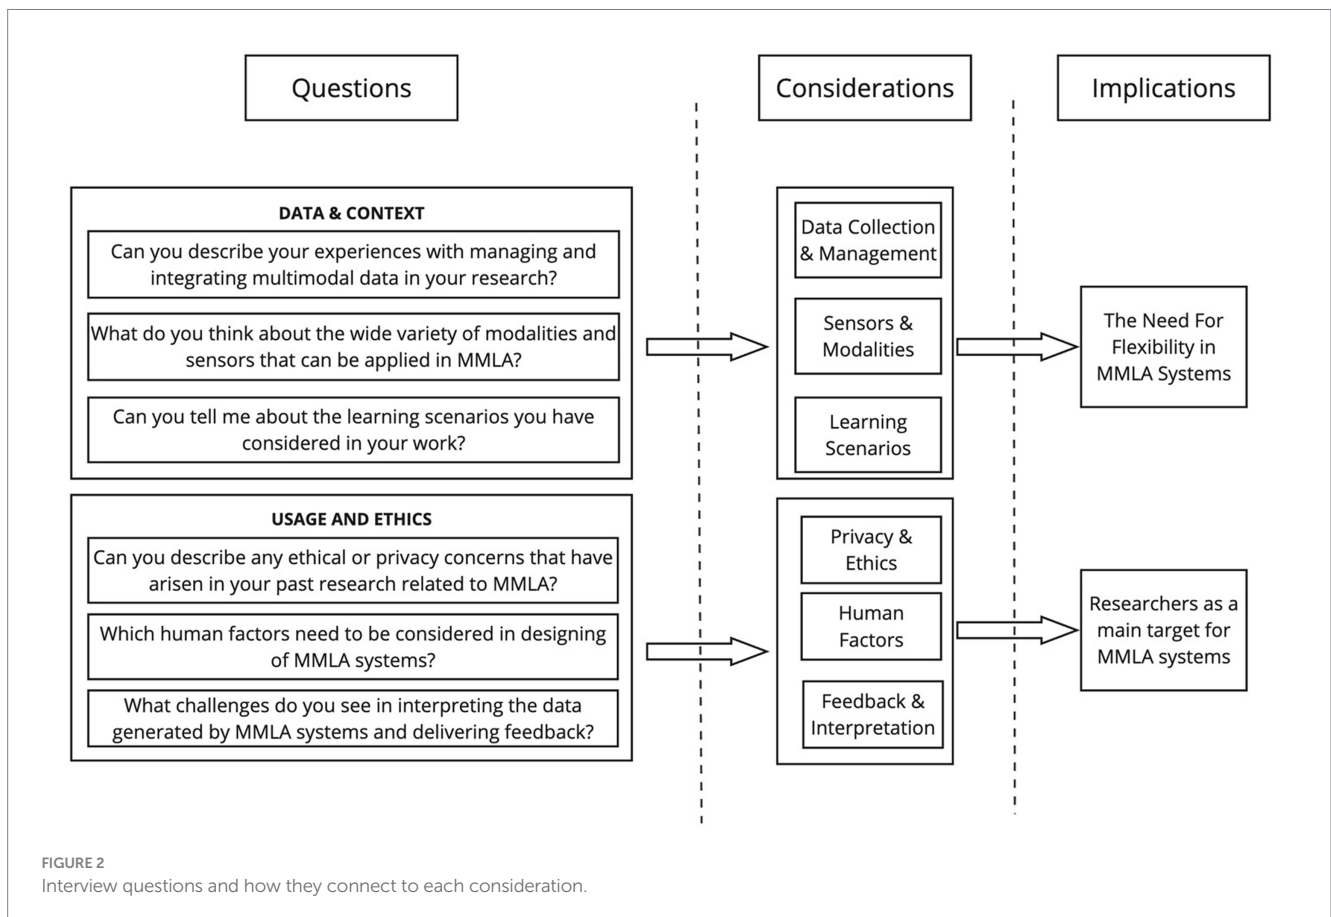 Questions
Considerations
Implications
DATA & CONTEXT
Can you describe your experiences with managing and
integrating multimodal data in your research?
What do you think about the wide variety of modalities and
sensors that can be applied in MMLA?
Can you tell me about the learning scenarios you have
considered in your work?
Data Collection
& Management
Sensors &
Modalities
Learning
Scenarios
The Need For
Flexibility in
MMLA Systems
USAGE AND ETHICS
Can you describe any ethical or privacy concerns that have
arisen in your past research related to MMLA?
Which human factors need to be considered in designing
of MMLA systems?
What challenges do you see in interpreting the data
generated by MMLA systems and delivering feedback?
Privacy &
Ethics
Human
Factors
Feedback &
Interpretation
Researchers as a
main target for
MMLA systems
FIGURE 2
Interview questions and how they connect to each consideration.